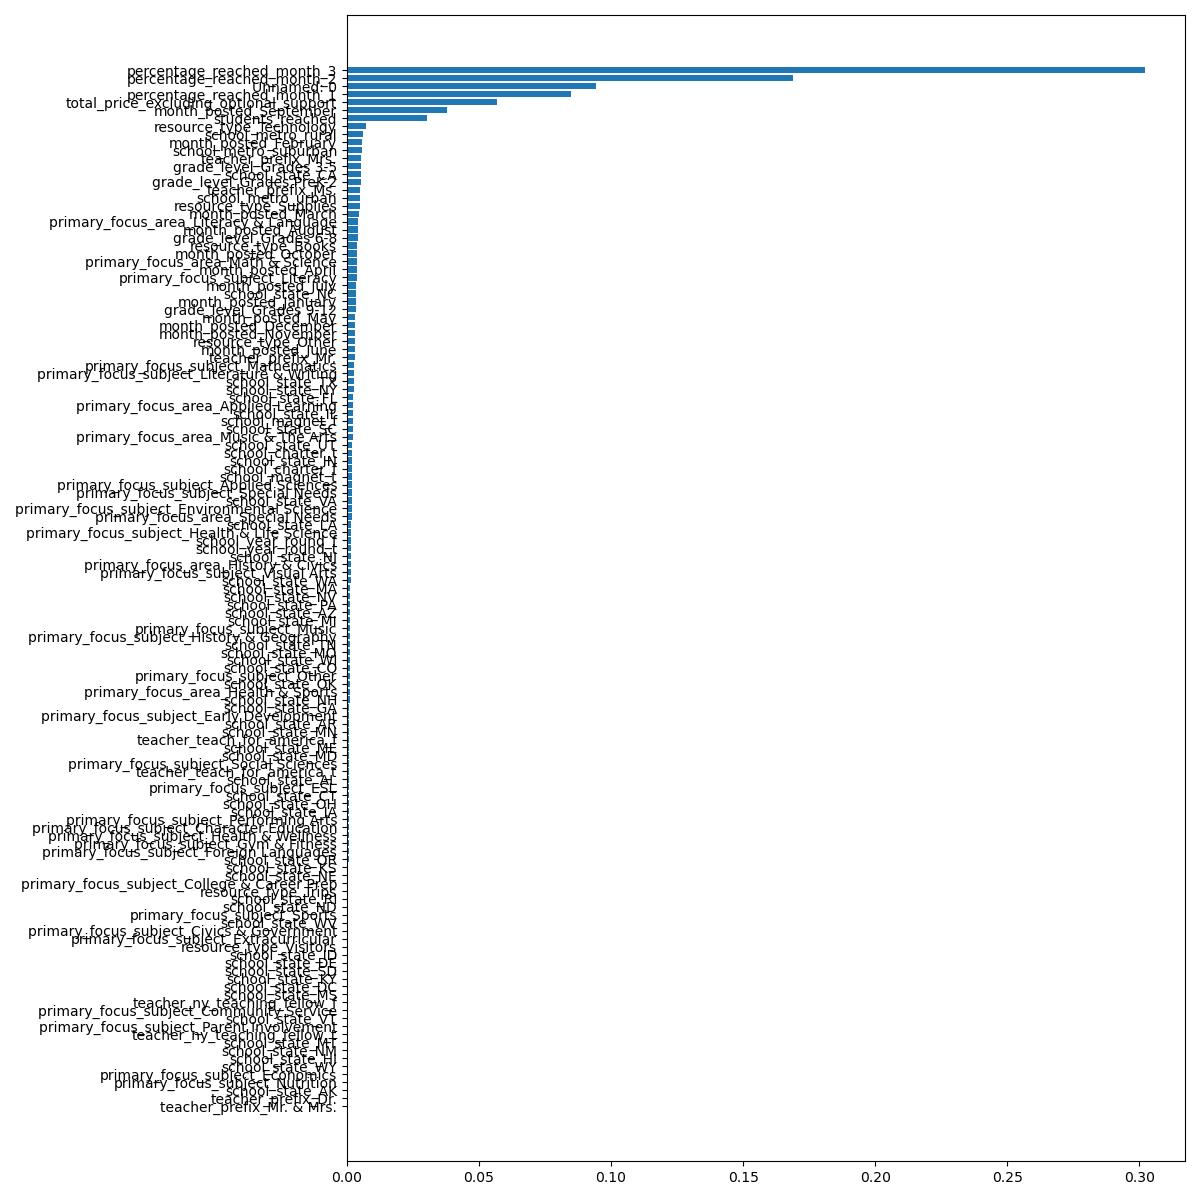 percentage_reached_month_3
percentage_reached_month_2
Unnamed: 0
percentage_reached_month_1
total_price_excluding_optional_support
month_posted_September
students_reached
resource_type_Technology
school_metro_rural
month_posted_February
school_metro_suburban
teacher_prefix_Mrs.
grade_level_Grades 3-5
school_state_CA
grade_level_Grades PreK-2
teacher_prefix_Ms.
school_metro_urban
resource_type_Supplies
month_posted_March
primary_focus_area_Literacy & Language
month_posted_August
grade_level_Grades 6-8
resource_type_Books
month_posted_October
primary_focus_area_Math & Science
month_posted_April
primary_focus_subject_Literacy
month_posted_July
school_state_NC
month_posted_January
grade_level_Grades 9-12
month_posted_May
month_posted_December
month_posted_November
resource_type_Other
month_posted_June
teacher_prefix_Mr.
primary_focus_subject_Mathematics
primary_focus_subject_Literature & Writing
school_state_TX
school_state_NY
school_state_FL
primary_focus_area_Applied Learning
school_state_IL
school_magnet_f
school_state_SC
primary_focus_area_Music & The Arts
school_state_UT
school_charter_t
school_state_IN
school_charter_f
school_magnet_t
primary_focus_subject_Applied Sciences
primary_focus_subject_Special Needs
school_state_VA
primary_focus_subject_Environmental Science
primary_focus_area_Special Needs
school_state_LA
primary_focus_subject_Health & Life Science
school_year_round_f
school_year_round_t
school_state_NJ
primary_focus_area_History & Civics
primary_focus_subject_Visual Arts
school_state_WA
school_state_MA
school_state_NV
school_state_PA
school_state_AZ
school_state_MI
primary_focus_subject_Music
primary_focus_subject_History & Geography
school_state_TN
school_state_MO
school_state_WI
school_state_CO
primary_focus_subject_Other
school_state_OK
primary_focus_area_Health & Sports
school_state_NH
school_state_GA
primary_focus_subject_Early Development
school_state_AR
school_state_MN
teacher_teach_for_america_f
school_state_ME
school_state_MD
primary_focus_subject_Social Sciences
teacher_teach_for_america_t
school_state_AL
primary_focus_subject_ESL
school_state_CT
school_state_OH
school_state_IA
primary_focus_subject_Performing Arts
primary_focus_subject_Character Education
primary_focus_subject_Health & Wellness
primary_focus_subject_Gym & Fitness
primary_focus_subject_Foreign Languages
school_state_OR
school_state_KS
school_state_NE
primary_focus_subject_College & Career Prep
resource_type_Trips
school_state_RI
school_state_ND
primary_focus_subject_Sports
school_state_WV
primary_focus_subject_Civics & Government
primary_focus_subject_Extracurricular
resource_type_Visitors
school_state_ID
school_state_DE
school_state_SD
school_state_KY
school_state_DC
school_state_MS
teacher_ny_teaching_fellow_f
primary_focus_subject_Community Service
school_state_VT
primary_focus_subject_Parent Involvement
teacher_ny_teaching_fellow_t
school_state_MT
school_state_NM
school_state_HI
school_state_WY
primary_focus_subject_Economics
primary_focus_subject_Nutrition
school_state_AK
teacher_prefix_Dr.
teacher_prefix_Mr. & Mrs.
0.00 0.05 0.10 0.15 0.20 0.25 0.30